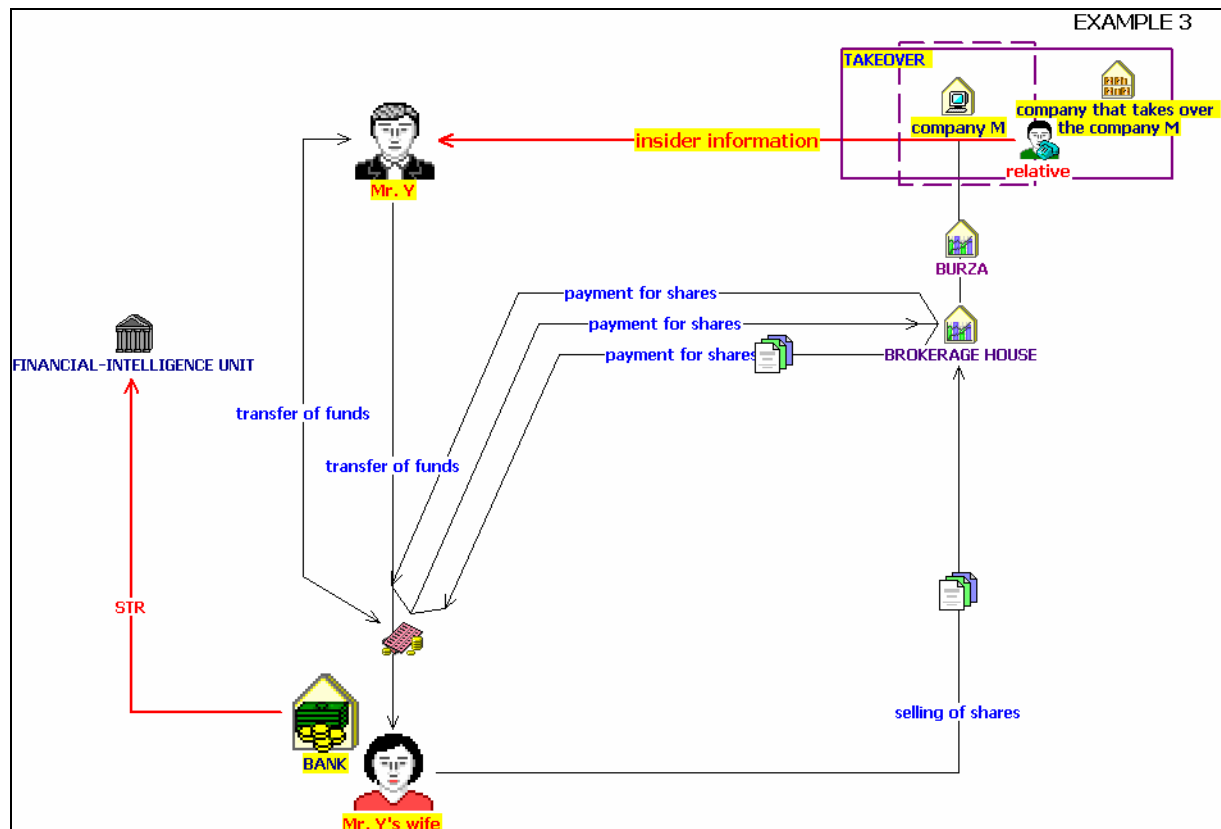 EXAMPLE 3
TAKEOVER
company M
company that takes over
the company M
insider information
relative
Mr. Y
BURZA
payment for shares
payment for shares
payment for shares
BROKERAGE HOUSE
FINANCIAL-INTELLIGENCE UNIT
transfer of funds
transfer of funds
STR
selling of shares
BANK
Mr. Y's wife